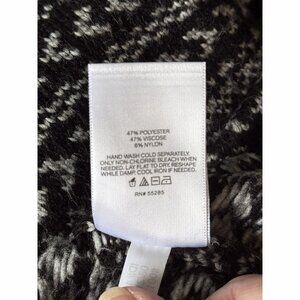 47% POLYESTER
47% VISCOSE
6% NYLON
HAND WASH COLD SEPARATELY.
ONLY NON-CHLORINE BLEACH WHEN
NEEDED. LAY FLAT TO DRY, RESHAPE
WHILE DAMP. COOL IRON IF NEEDED.
RN# 55285